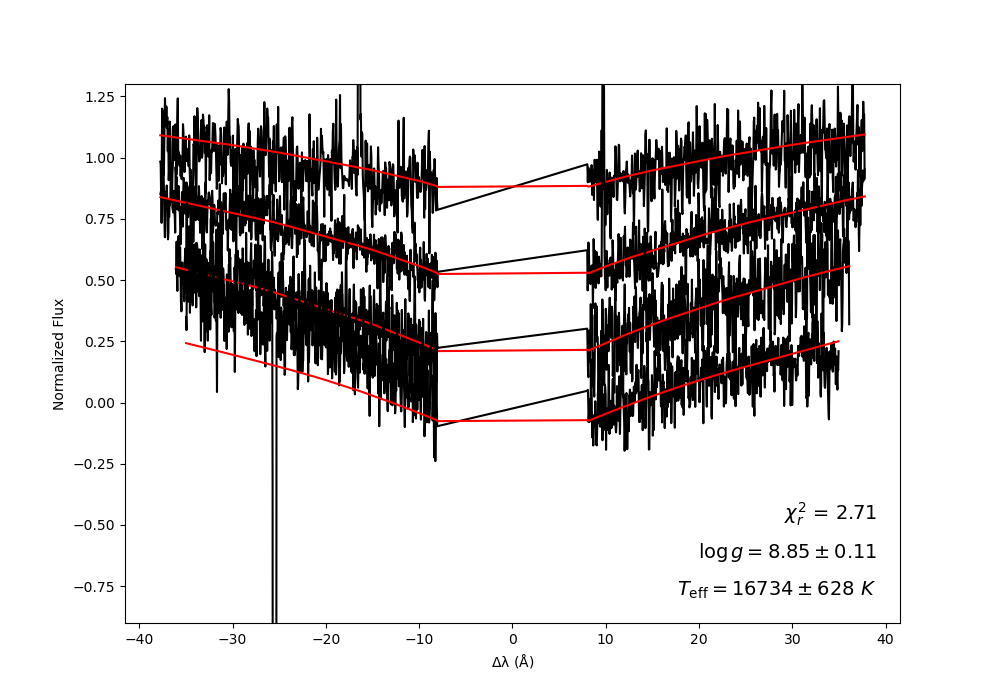 1.25
1.00
0.75
0.50
0.25
0.00
−0.25
−0.50
−0.75
Normalized Flux
χ²ᵣ = 2.71
log g = 8.85 ± 0.11
T_eff = 16734 ± 628 K
−40 −30 −20 −10 0 10 20 30 40
Δλ (Å)